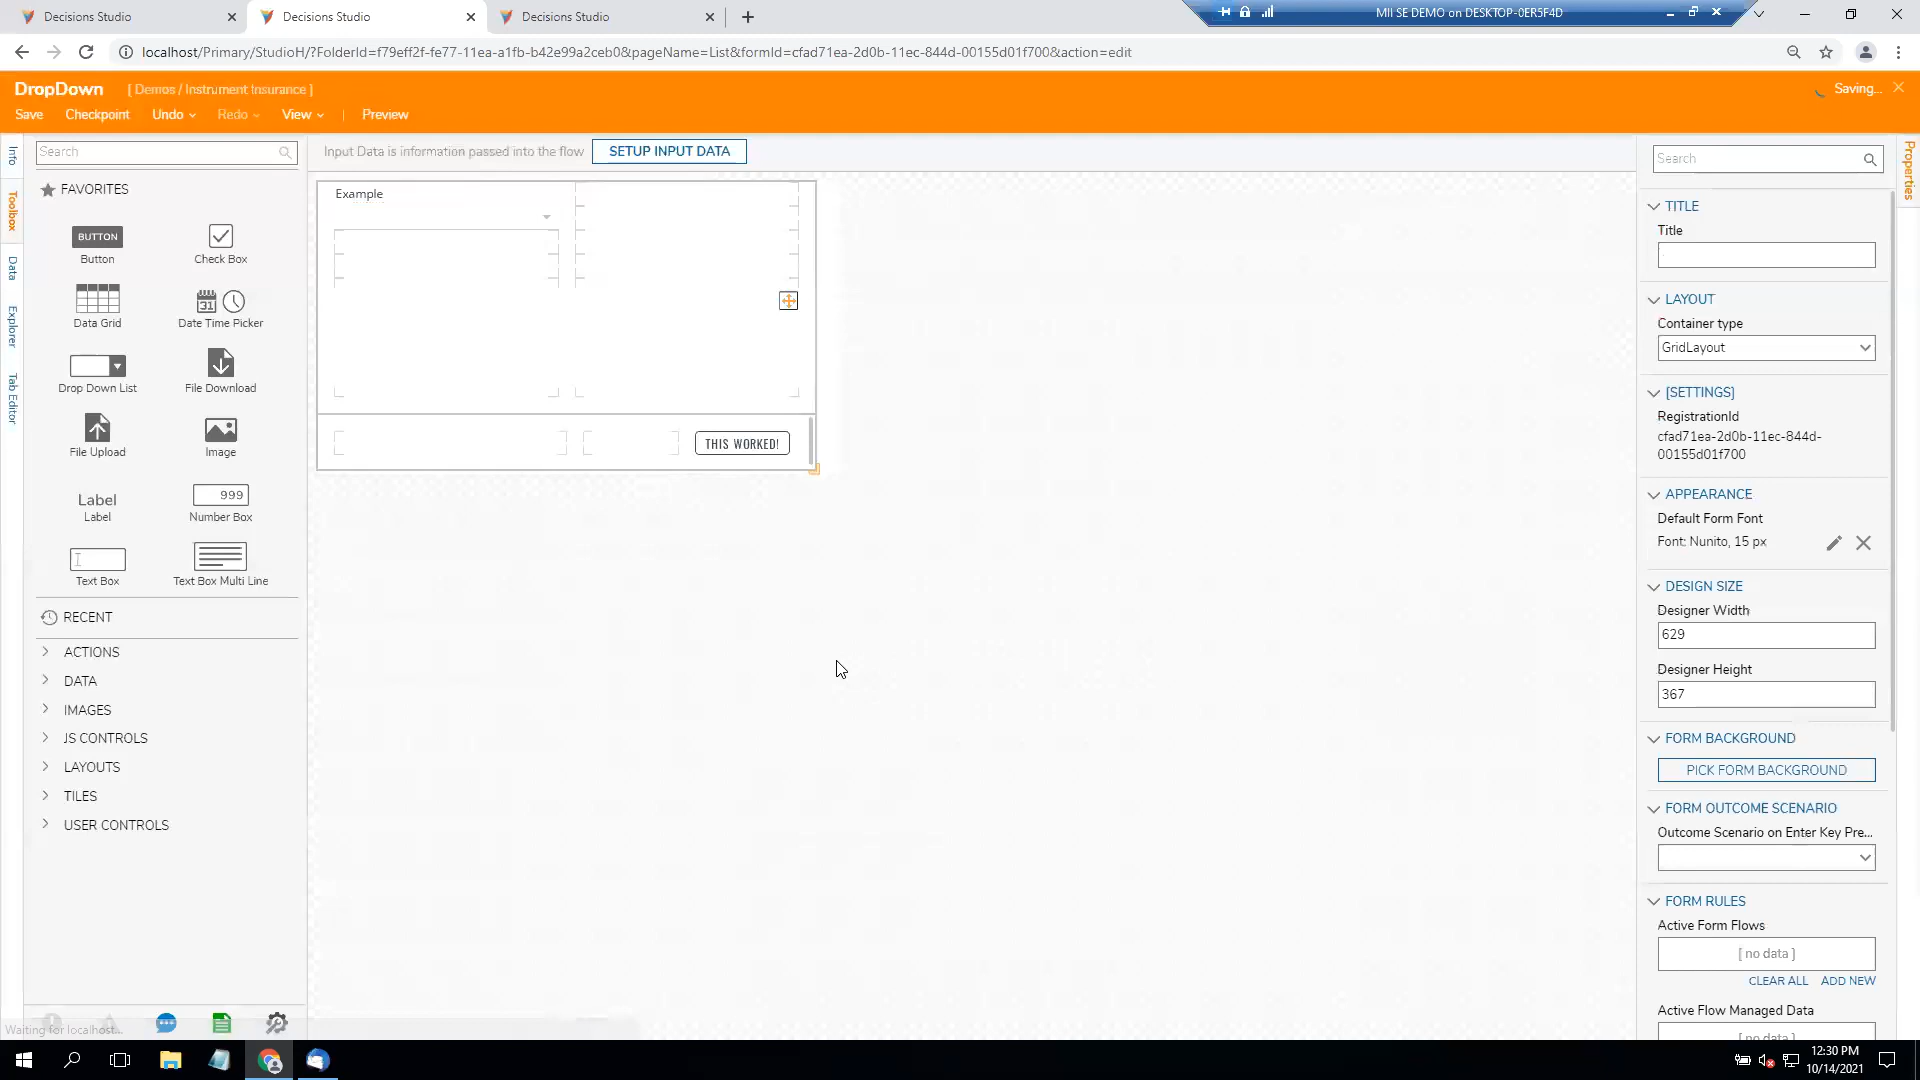 Decisions Studio
Decisions Studio
Decisions Studio
MII SE DEMO on DESKTOP-0ER5F4D
localhost/Primary/StudioH/?FolderId=f79eff2f-fe77-11ea-a1fb-b42e99a2ceb0&pageName=List&formId=cfad71ea-2d0b-11ec-844d-00155d01f700&action=edit
DropDown [ Demos / Instrument Insurance ]
Saving...
Save Checkpoint Undo Redo View Preview
Info
Toolbox
Data
Explorer
Tab Editor
Search
FAVORITES
BUTTON
Button
Check Box
Data Grid
31
Date Time Picker
Drop Down List
File Download
File Upload
Image
Label
Label
999
Number Box
Text Box
Text Box Multi Line
RECENT
ACTIONS
DATA
IMAGES
JS CONTROLS
LAYOUTS
TILES
USER CONTROLS
Waiting for localhost...
Input Data is information passed into the flow
SETUP INPUT DATA
Example
THIS WORKED!
Properties
Search
TITLE
Title
LAYOUT
Container type
GridLayout
[SETTINGS]
RegistrationId
cfad71ea-2d0b-11ec-844d-
00155d01f700
APPEARANCE
Default Form Font
Font: Nunito, 15 px
DESIGN SIZE
Designer Width
629
Designer Height
367
FORM BACKGROUND
PICK FORM BACKGROUND
FORM OUTCOME SCENARIO
Outcome Scenario on Enter Key Pre...
FORM RULES
Active Form Flows
[ no data ]
CLEAR ALL ADD NEW
Active Flow Managed Data
[ no data ]
12:30 PM
10/14/2021